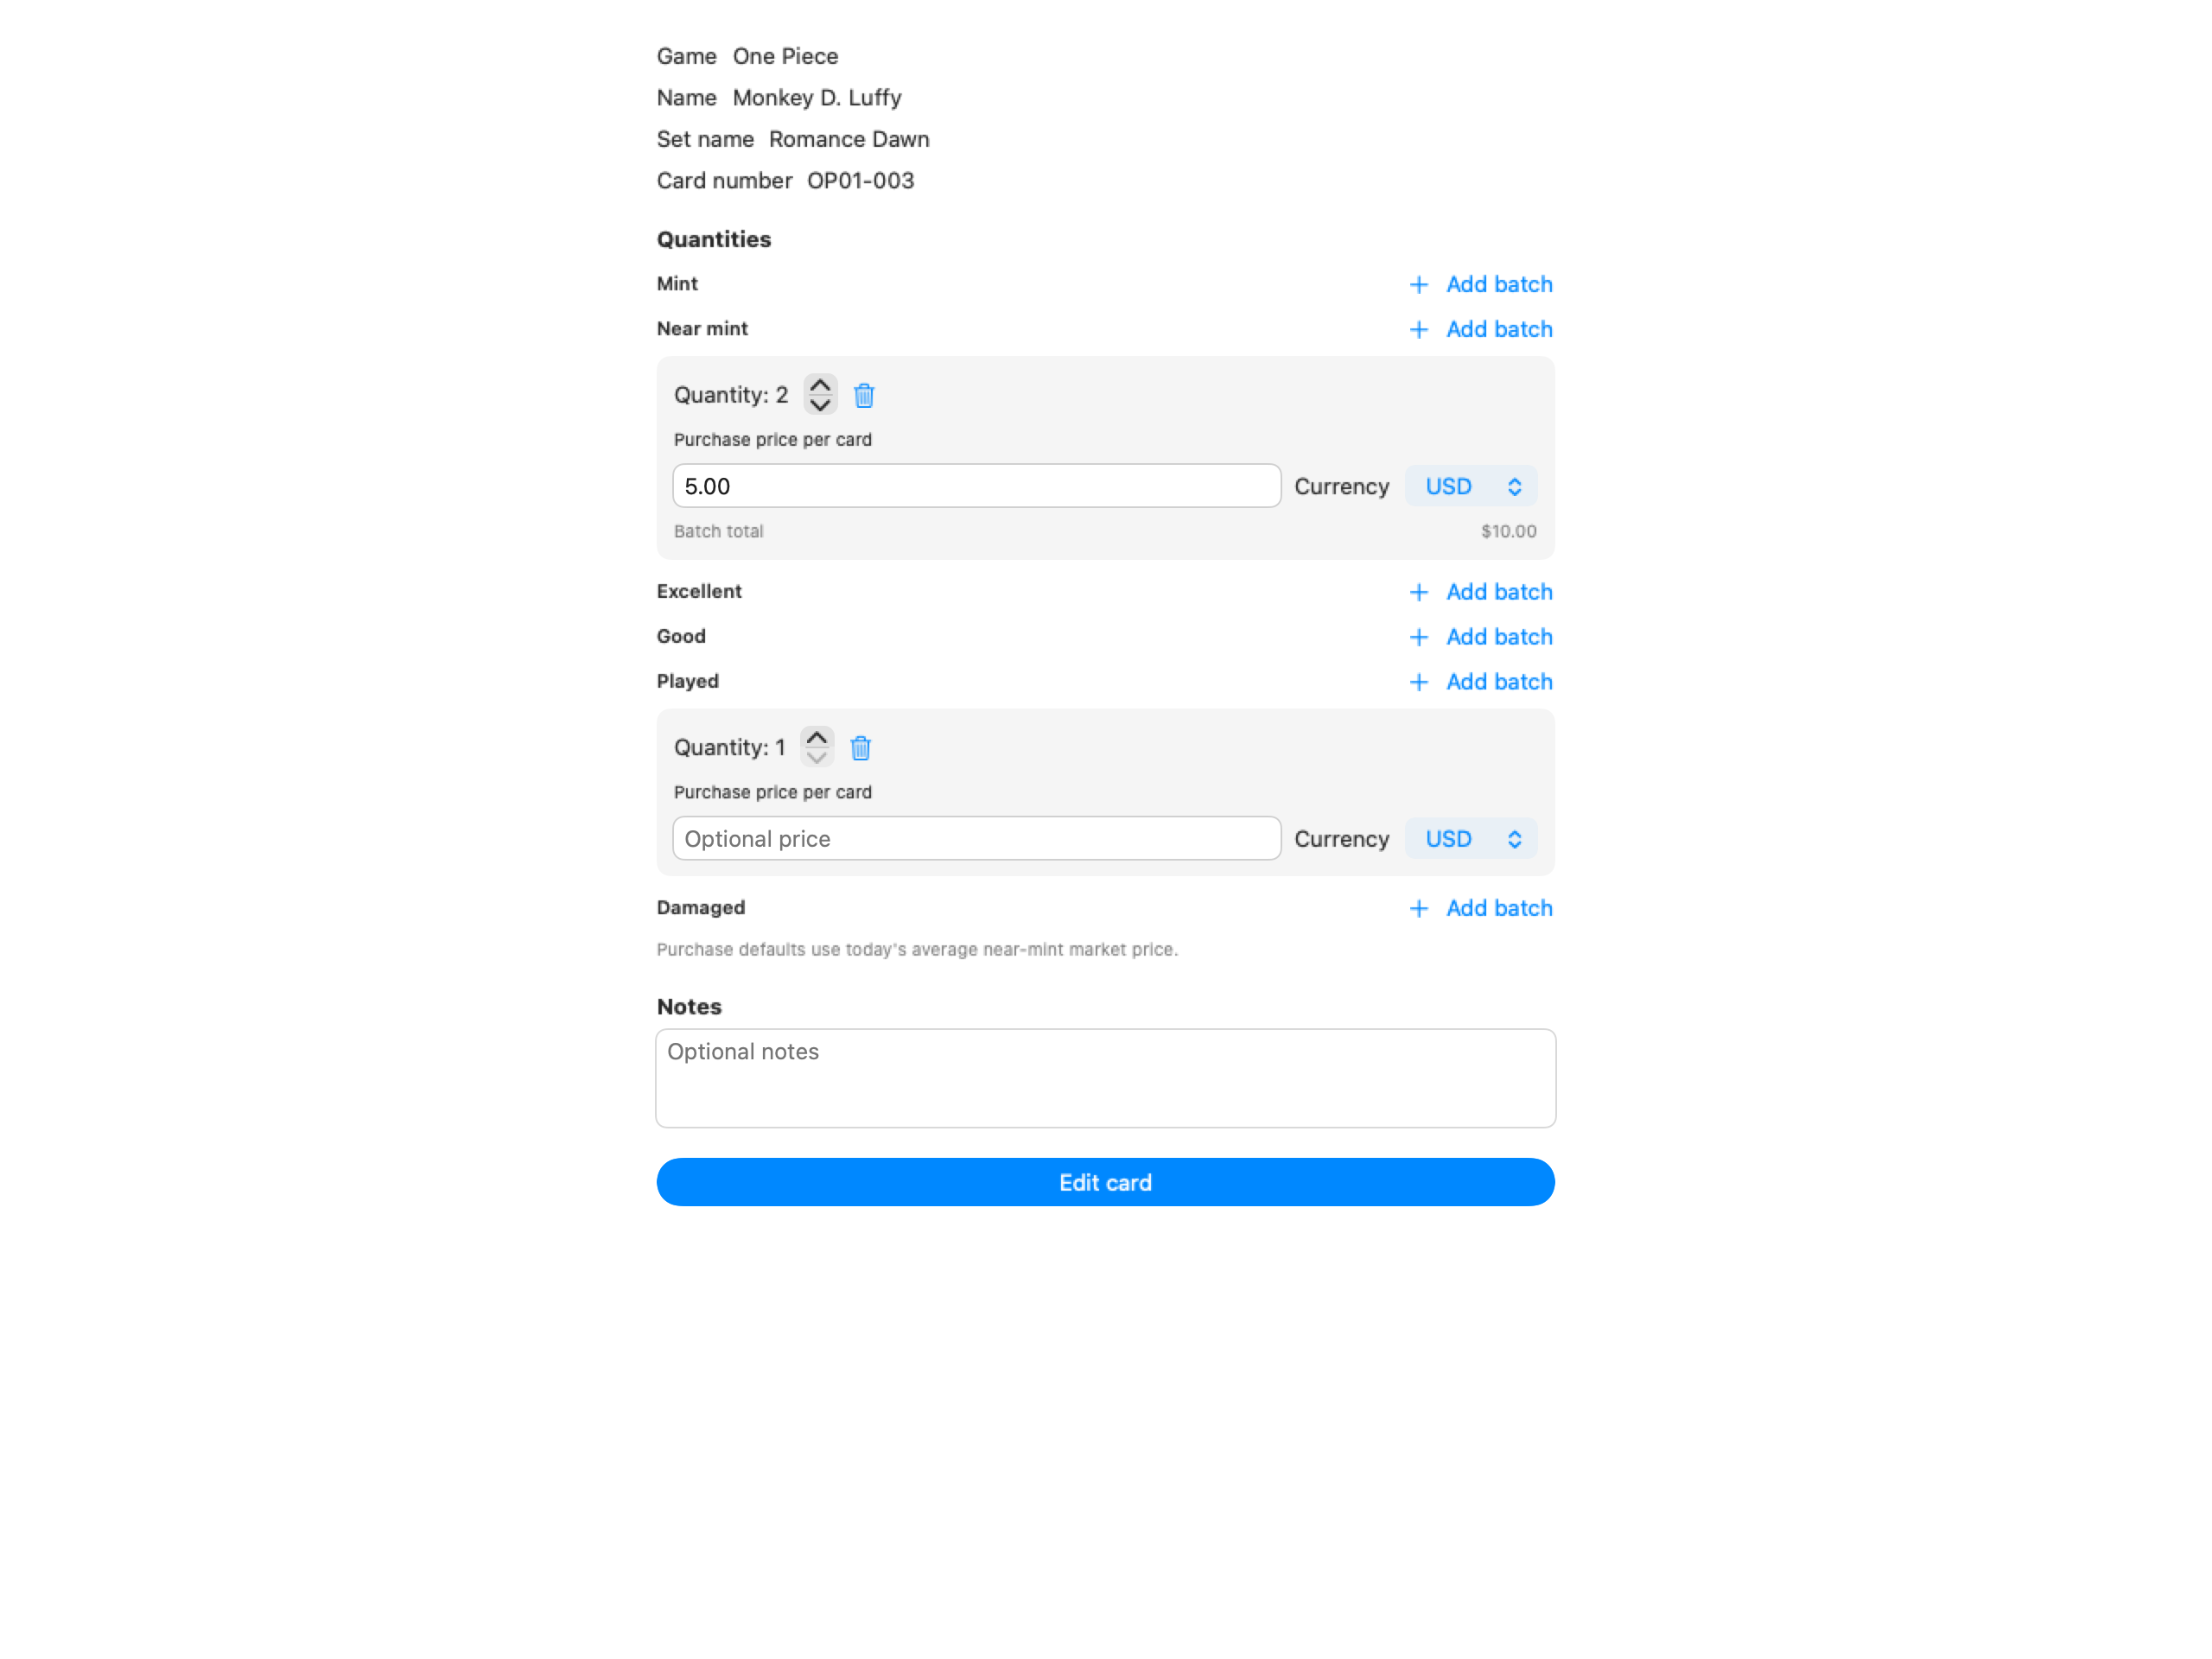 Game One Piece
Name Monkey D. Luffy
Set name Romance Dawn
Card number OP01-003
Quantities
Mint + Add batch
Near mint + Add batch
Quantity: 2
Purchase price per card
5.00 Currency USD
Batch total $10.00
Excellent + Add batch
Good + Add batch
Played + Add batch
Quantity: 1
Purchase price per card
Optional price Currency USD
Damaged + Add batch
Purchase defaults use today's average near-mint market price.
Notes
Optional notes
Edit card